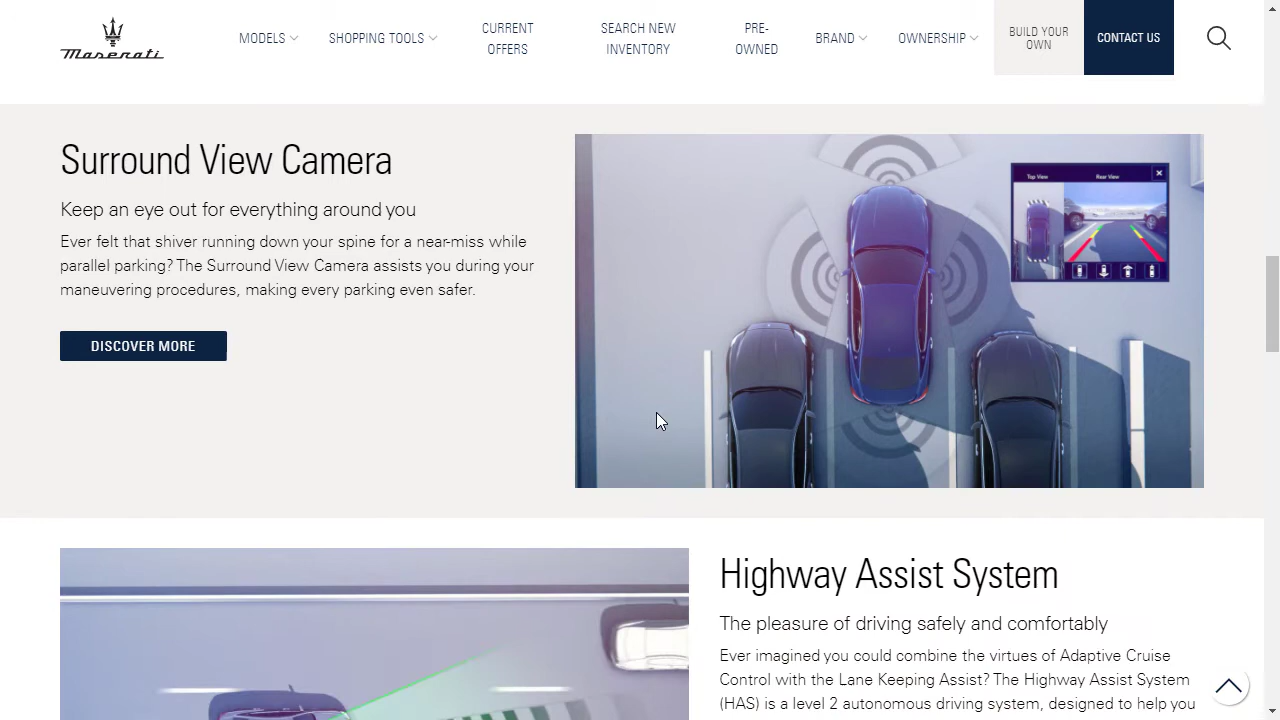 Maserati
MODELS
SHOPPING TOOLS
CURRENT
OFFERS
SEARCH NEW
INVENTORY
PRE-
OWNED
BRAND
OWNERSHIP
BUILD YOUR
OWN
CONTACT US
Surround View Camera
Keep an eye out for everything around you
Ever felt that shiver running down your spine for a near-miss while
parallel parking? The Surround View Camera assists you during your
maneuvering procedures, making every parking even safer.
DISCOVER MORE
Top View
Rear View
Highway Assist System
The pleasure of driving safely and comfortably
Ever imagined you could combine the virtues of Adaptive Cruise
Control with the Lane Keeping Assist? The Highway Assist System
(HAS) is a level 2 autonomous driving system, designed to help you